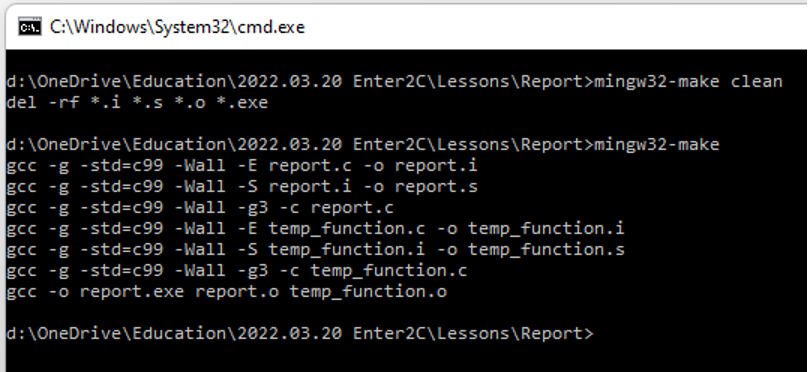 C:\Windows\System32\cmd.exe
d:\OneDrive\Education\2022.03.20 Enter2C\Lessons\Report>mingw32-make clean
del -rf *.i *.s *.o *.exe
d:\OneDrive\Education\2022.03.20 Enter2C\Lessons\Report>mingw32-make
gcc -g -std=c99 -Wall -E report.c -o report.i
gcc -g -std=c99 -Wall -S report.i -o report.s
gcc -g -std=c99 -Wall -g3 -c report.c
gcc -g -std=c99 -Wall -E temp_function.c -o temp_function.i
gcc -g -std=c99 -Wall -S temp_function.i -o temp_function.s
gcc -g -std=c99 -Wall -g3 -c temp_function.c
gcc -o report.exe report.o temp_function.o
d:\OneDrive\Education\2022.03.20 Enter2C\Lessons\Report>